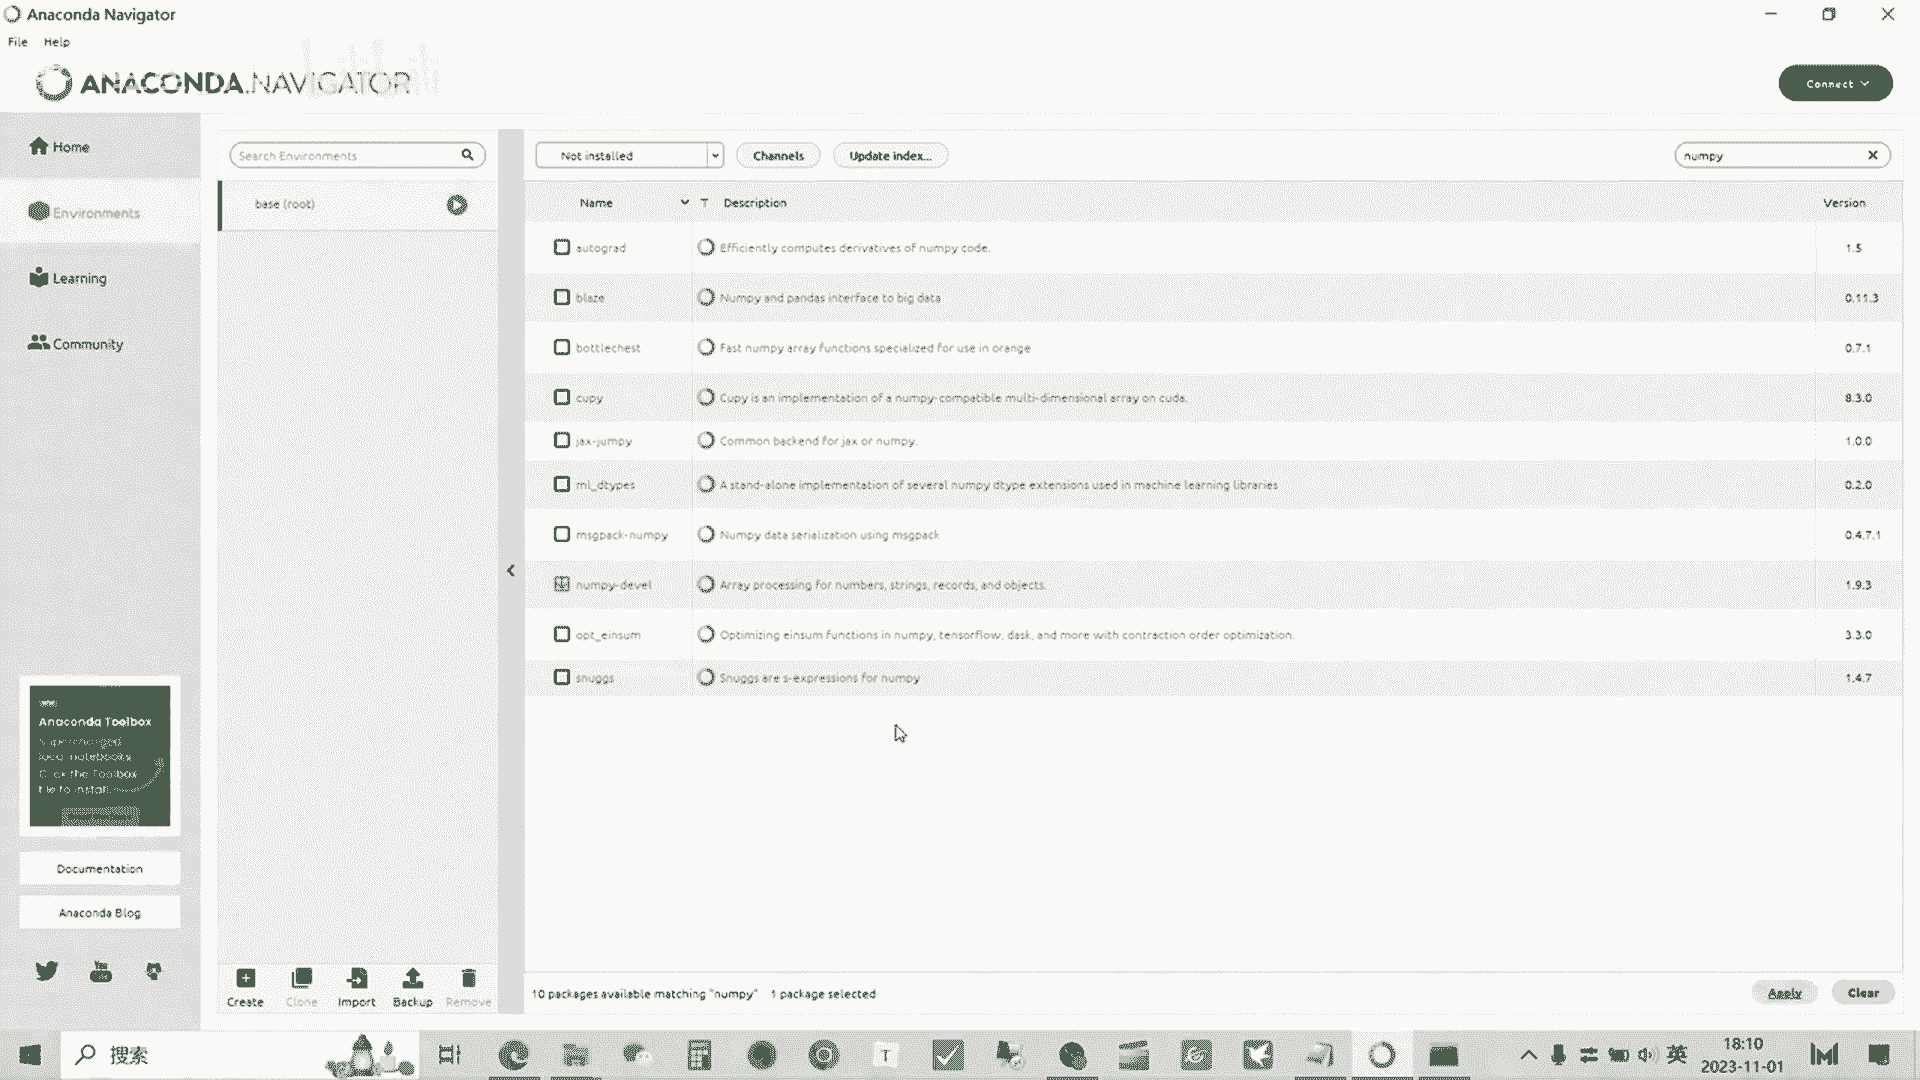 Anaconda Navigator
File Help
ANACONDA.NAVIGATOR
Connect
Home
Environments
Learning
Community
Search Environments
base (root)
Not installed
Channels
Update index...
numpy
Name T Description Version
autograd Efficiently computes derivatives of numpy code. 1.5
blaze Numpy and pandas interface to big data 0.11.3
bottlechest Fast numpy array functions specialized for use in orange 0.7.1
cupy Cupy is an implementation of a numpy-compatible multi-dimensional array on cuda. 8.3.0
jax-jumpy Common backend for jax or numpy. 1.0.0
ml_dtypes A stand-alone implementation of several numpy dtype extensions used in machine learning libraries 0.2.0
msgpack-numpy Numpy data serialization using msgpack 0.4.7.1
numpy-devel Array processing for numbers, strings, records, and objects. 1.9.3
opt_einsum Optimizing einsum functions in numpy, tensorflow, dask, and more with contraction order optimization. 3.3.0
snuggs Snuggs are s-expressions for numpy 1.4.7
Anaconda Toolbox
Supercharged
local notebooks.
Click the Toolbox
tile to install.
Documentation
Anaconda Blog
Create Clone Import Backup Remove
10 packages available matching "numpy" 1 package selected
Apply Clear
搜索
英
18:10
2023-11-01